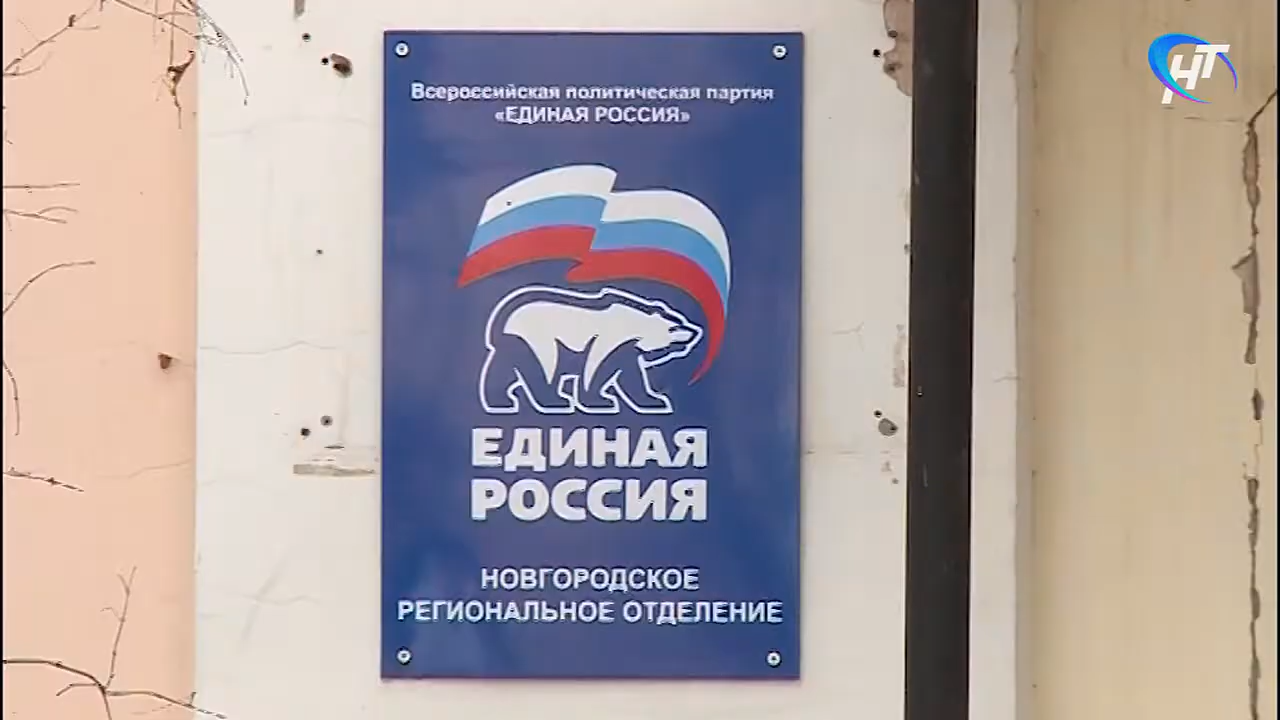 Всероссийская политическая партия
«ЕДИНАЯ РОССИЯ»
ЕДИНАЯ
РОССИЯ
НОВГОРОДСКОЕ
РЕГИОНАЛЬНОЕ ОТДЕЛЕНИЕ
НТ